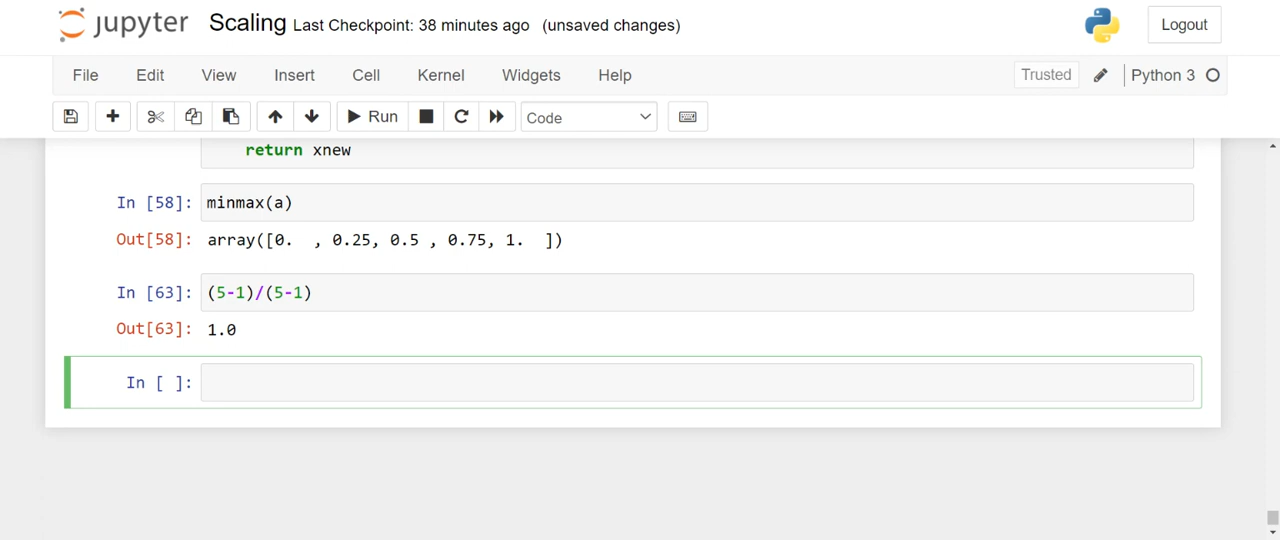 jupyter Scaling Last Checkpoint: 38 minutes ago (unsaved changes) Logout
File Edit View Insert Cell Kernel Widgets Help Trusted Python 3
Run Code
return xnew
In [58]: minmax(a)
Out[58]: array([0.  , 0.25, 0.5 , 0.75, 1.  ])
In [63]: (5-1)/(5-1)
Out[63]: 1.0
In [ ]: